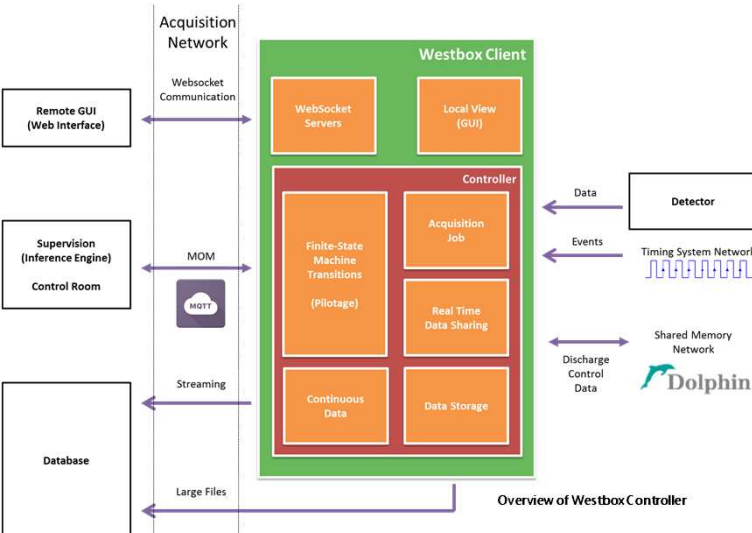 Acquisition
Network
Westbox Client
Websocket
Communication
Remote GUI
(Web Interface)
WebSocket
Servers
Local View
(GUI)
Controller
Data
Detector
Supervision
(Inference Engine)
Control Room
MOM
MQTT
Finite-State
Machine
Transitions
(Pilotage)
Acquisition
Job
Events
Timing System Network
Real Time
Data Sharing
Shared Memory
Network
Discharge
Control
Data
Dolphin
Streaming
Continuous
Data
Data Storage
Database
Large Files
Overview of Westbox Controller